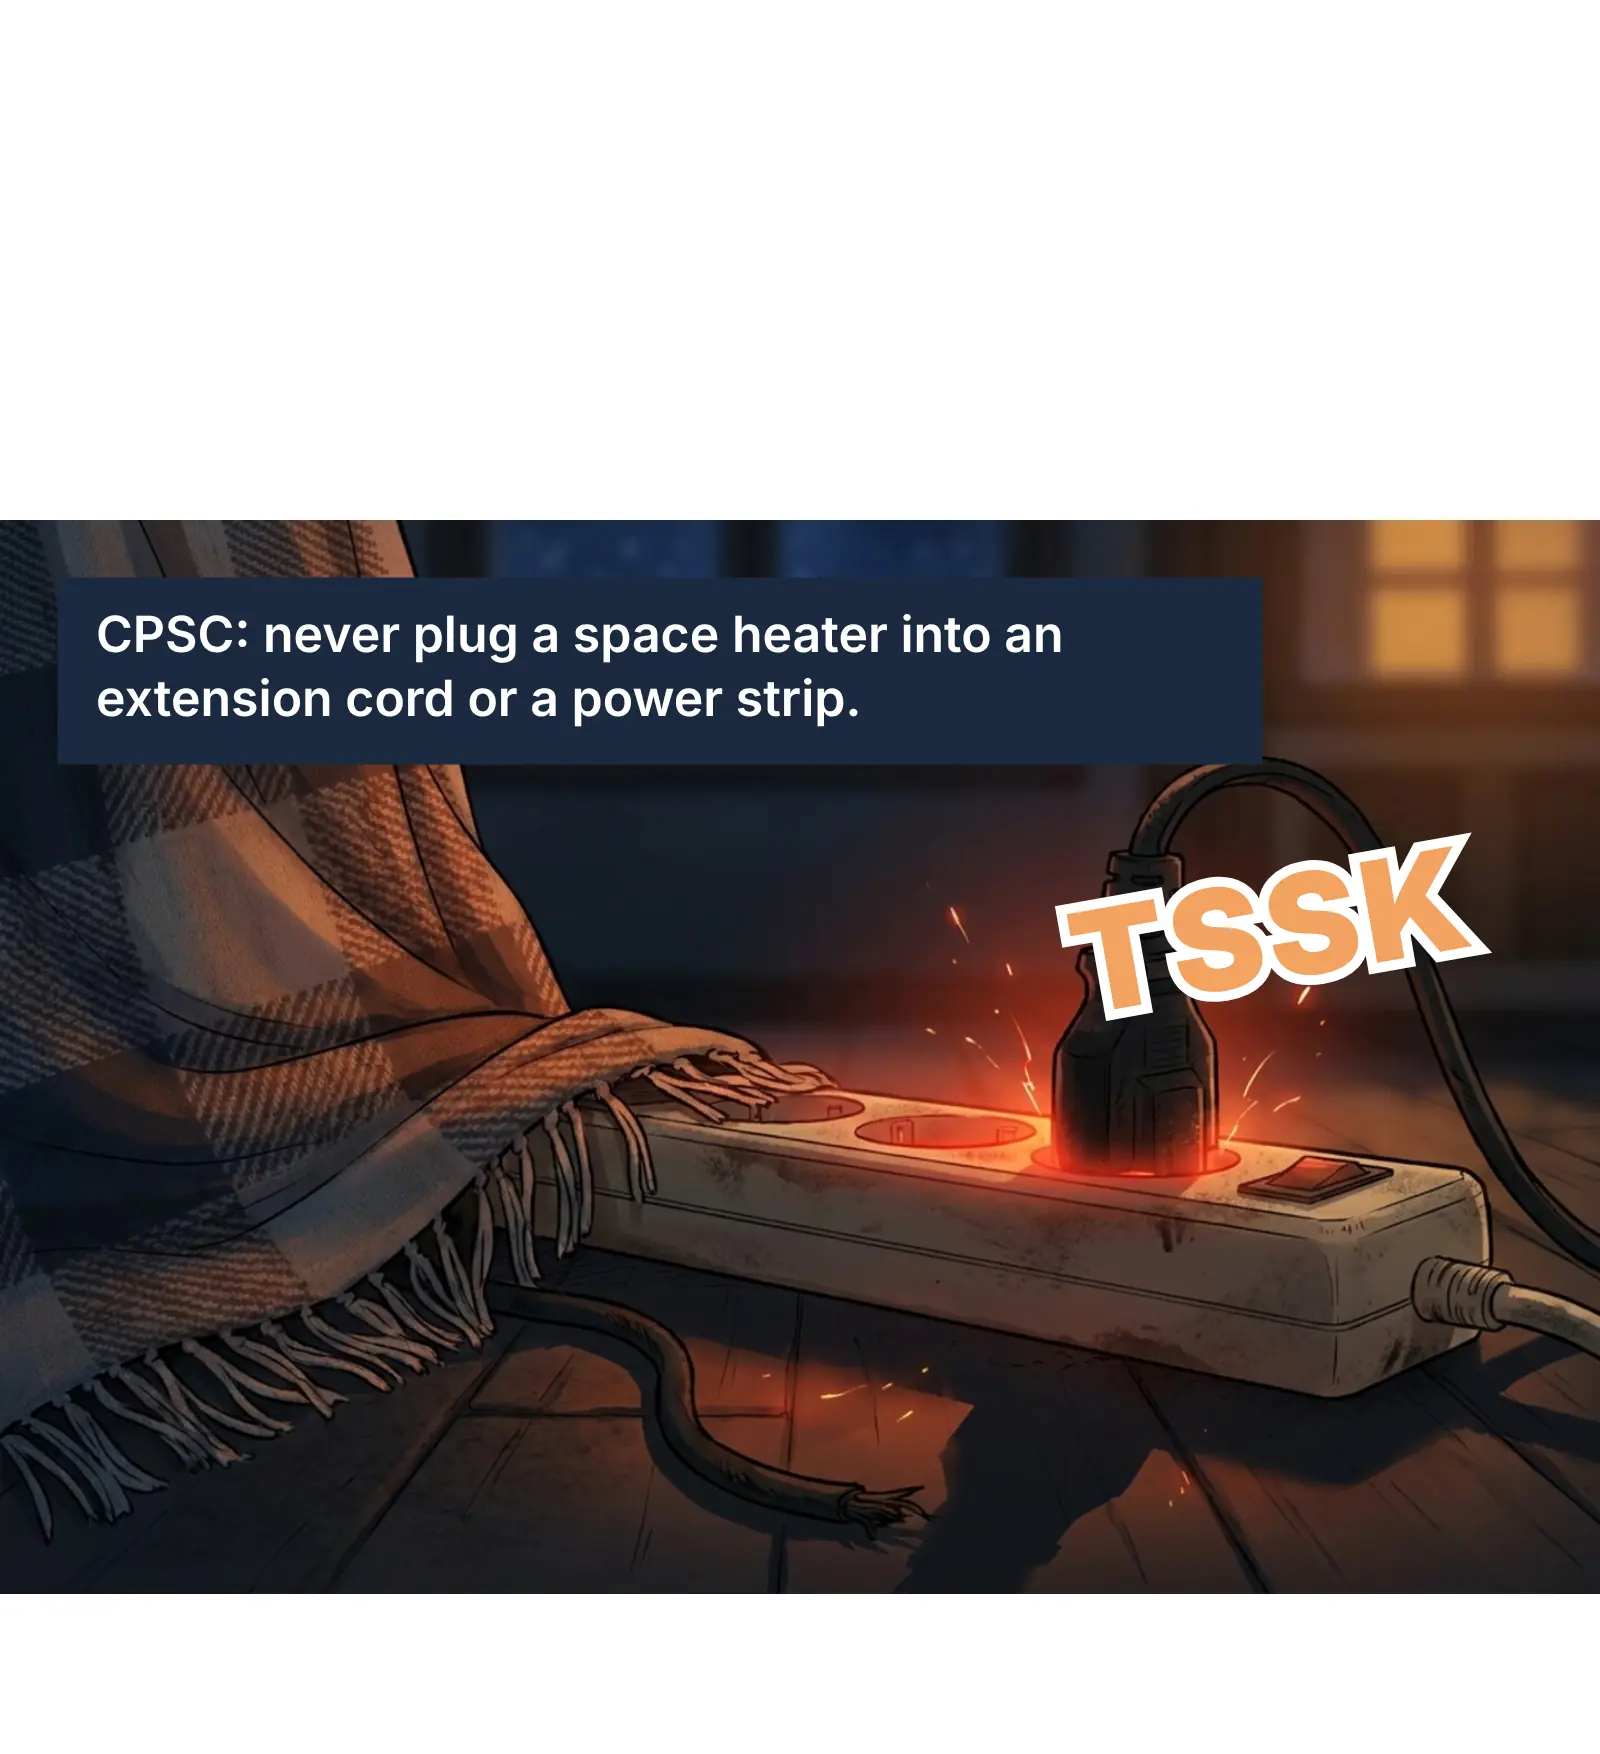 CPSC: never plug a space heater into an
extension cord or a power strip.
TSSK